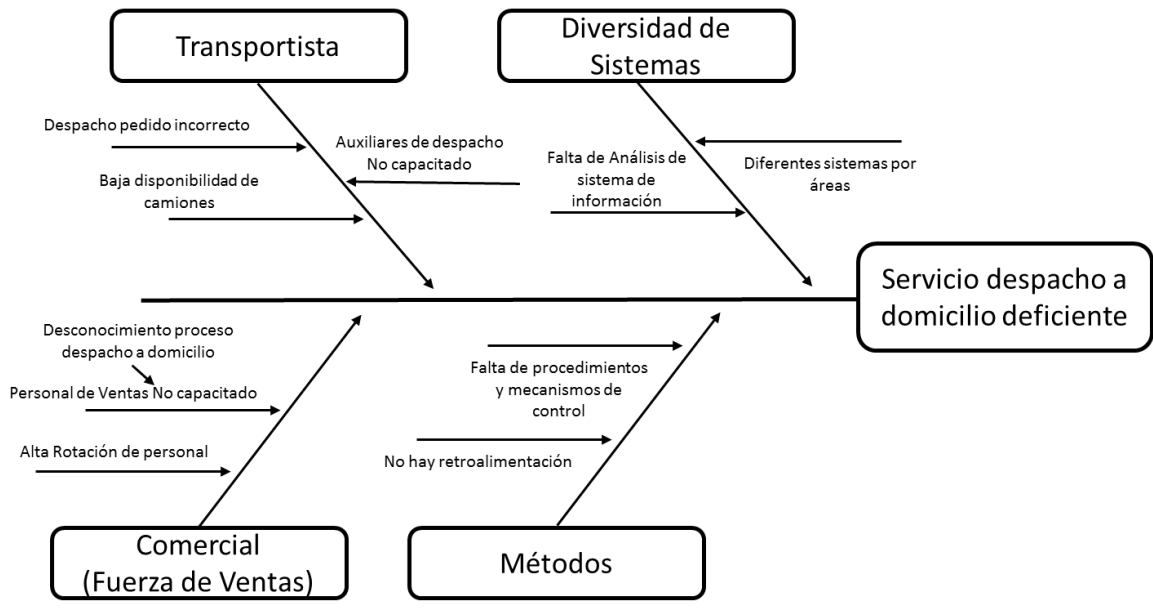 Transportista
Diversidad de
Sistemas
Despacho pedido incorrecto
Auxiliares de despacho
No capacitado
Baja disponibilidad de
camiones
Falta de Análisis de
sistema de
información
Diferentes sistemas por
áreas
Servicio despacho a
domicilio deficiente
Desconocimiento proceso
despacho a domicilio
Personal de Ventas No capacitado
Alta Rotación de personal
Falta de procedimientos
y mecanismos de
control
No hay retroalimentación
Comercial
(Fuerza de Ventas)
Métodos